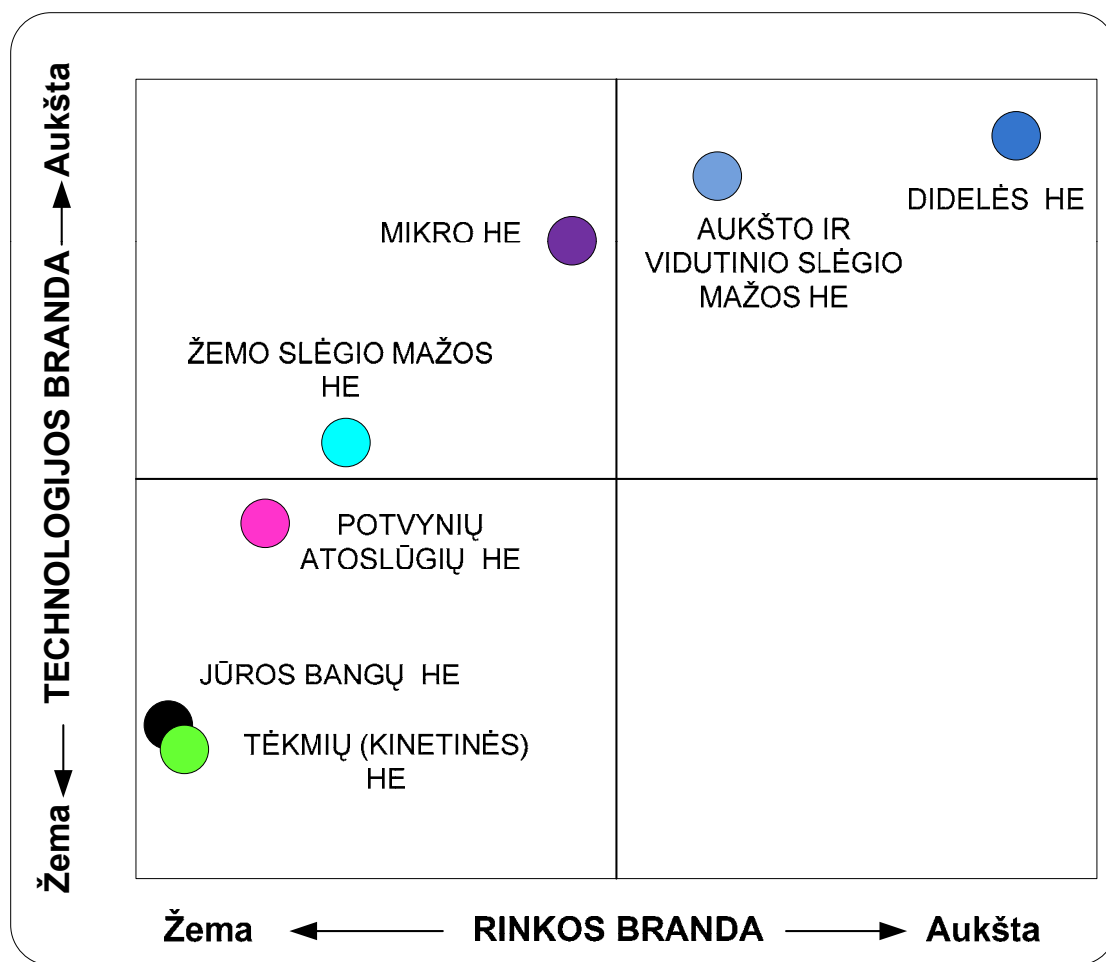 Žema TECHNOLOGIJOS BRANDA Aukšta
DIDELĖS HE
MIKRO HE
AUKŠTO IR
VIDUTINIO SLĖGIO
MAŽOS HE
ŽEMO SLĖGIO MAŽOS
HE
POTVYNIŲ
ATOSLŪGIŲ HE
JŪROS BANGŲ HE
TĖKMIŲ (KINETINĖS)
HE
Žema RINKOS BRANDA Aukšta